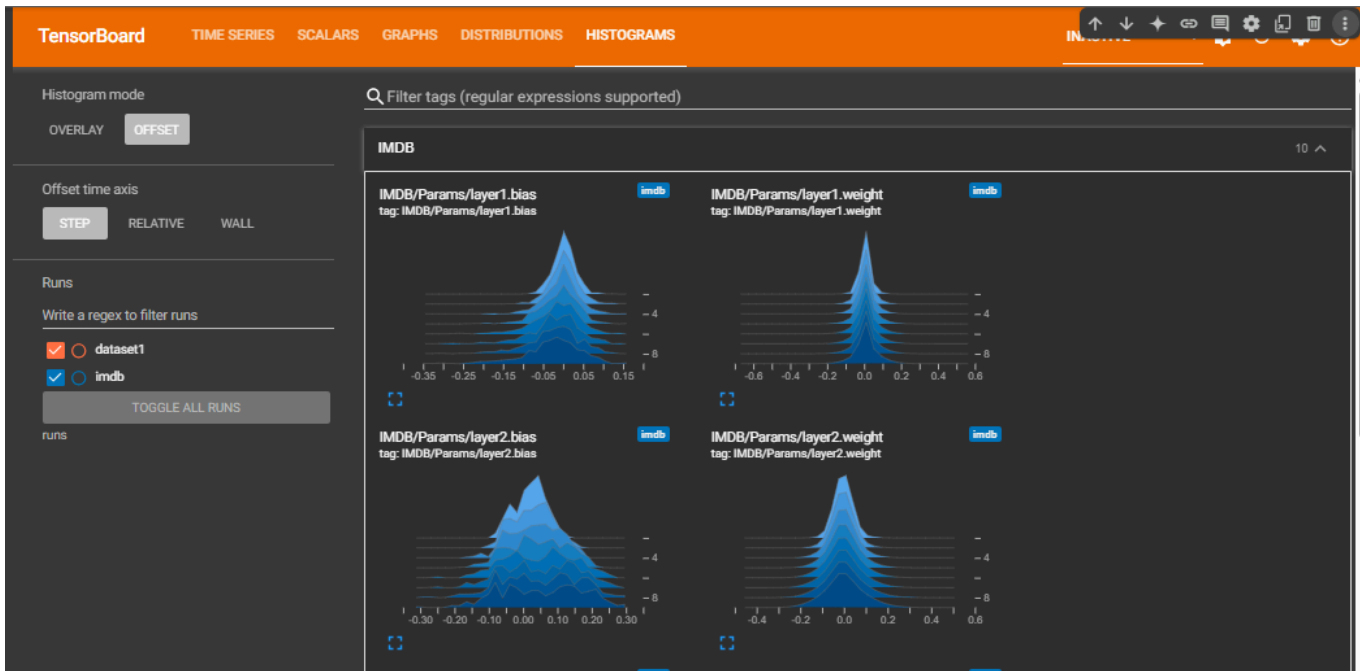 TensorBoard TIME SERIES SCALARS GRAPHS DISTRIBUTIONS HISTOGRAMS
Histogram mode
OVERLAY OFFSET
Offset time axis
STEP RELATIVE WALL
Runs
Write a regex to filter runs
dataset1
imdb
TOGGLE ALL RUNS
runs
Filter tags (regular expressions supported)
IMDB 10
IMDB/Params/layer1.bias imdb
tag: IMDB/Params/layer1.bias
4
8
-0.35 -0.25 -0.15 -0.05 0.05 0.15
IMDB/Params/layer1.weight imdb
tag: IMDB/Params/layer1.weight
4
8
-0.6 -0.4 -0.2 0.0 0.2 0.4 0.6
IMDB/Params/layer2.bias imdb
tag: IMDB/Params/layer2.bias
4
8
-0.30 -0.20 -0.10 0.00 0.10 0.20 0.30
IMDB/Params/layer2.weight imdb
tag: IMDB/Params/layer2.weight
4
8
-0.4 -0.2 0.0 0.2 0.4 0.6